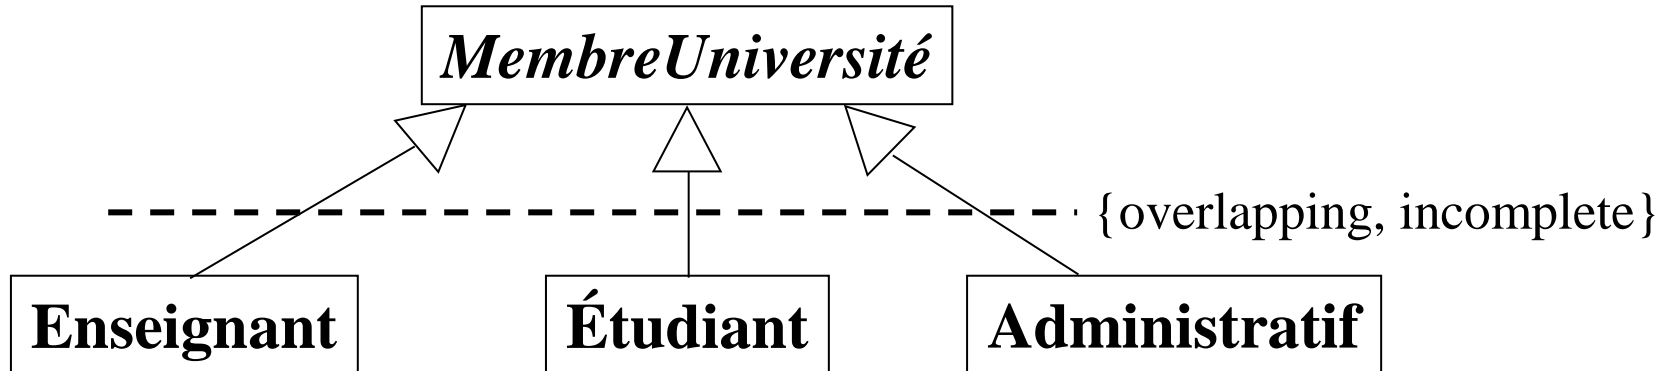 MembreUniversité
{overlapping, incomplete}
Enseignant
Étudiant
Administratif